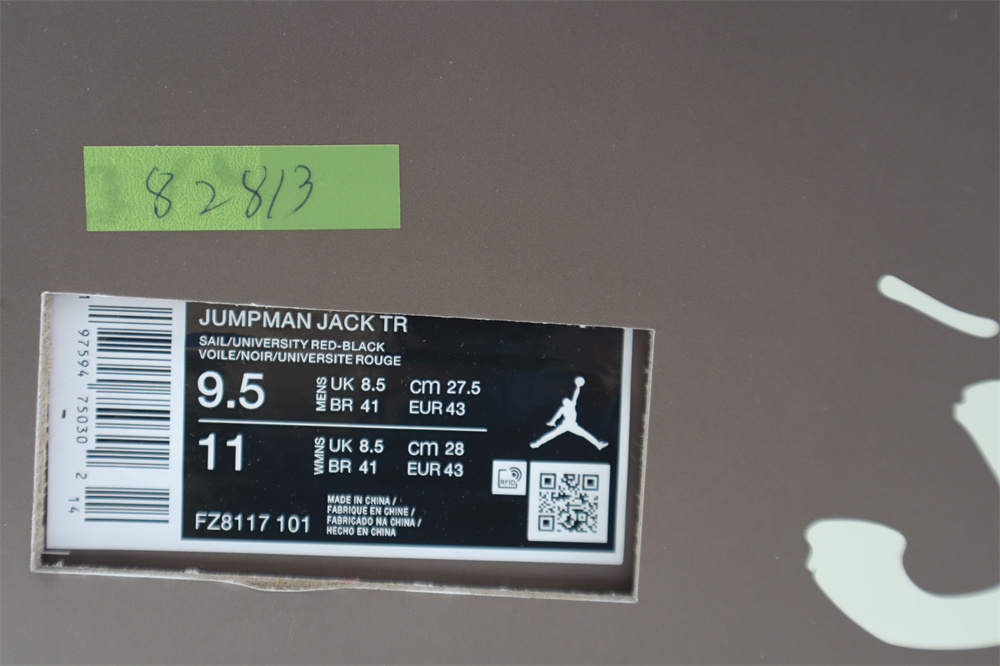 82813
JUMPMAN JACK TR
SAIL/UNIVERSITY RED-BLACK
VOILE/NOIR/UNIVERSITE ROUGE
9.5 MENS UK 8.5 cm 27.5
BR 41 EUR 43
11 WMNS UK 8.5 cm 28
BR 41 EUR 43
RFID
MADE IN CHINA /
FABRIQUE EN CHINE /
FABRICADO NA CHINA /
HECHO EN CHINA
FZ8117 101
1 97594 75030 2 14